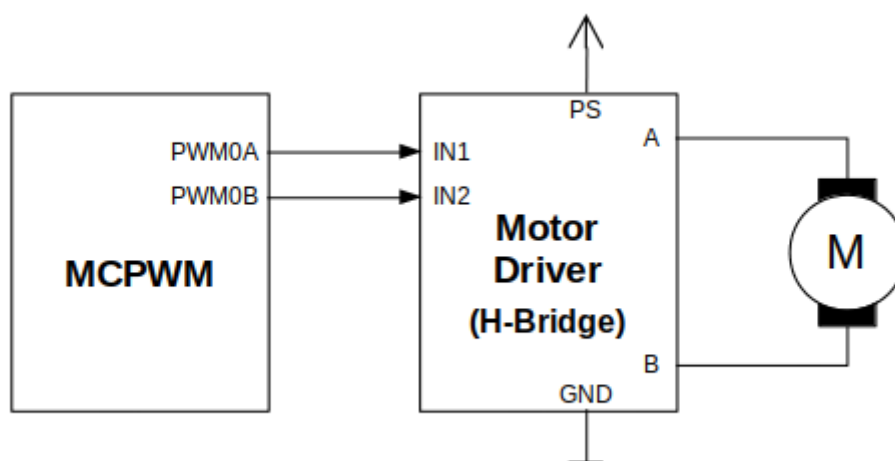 PS
A
PWM0A
IN1
PWM0B
IN2
Motor
Driver
(H-Bridge)
MCPWM
M
B
GND